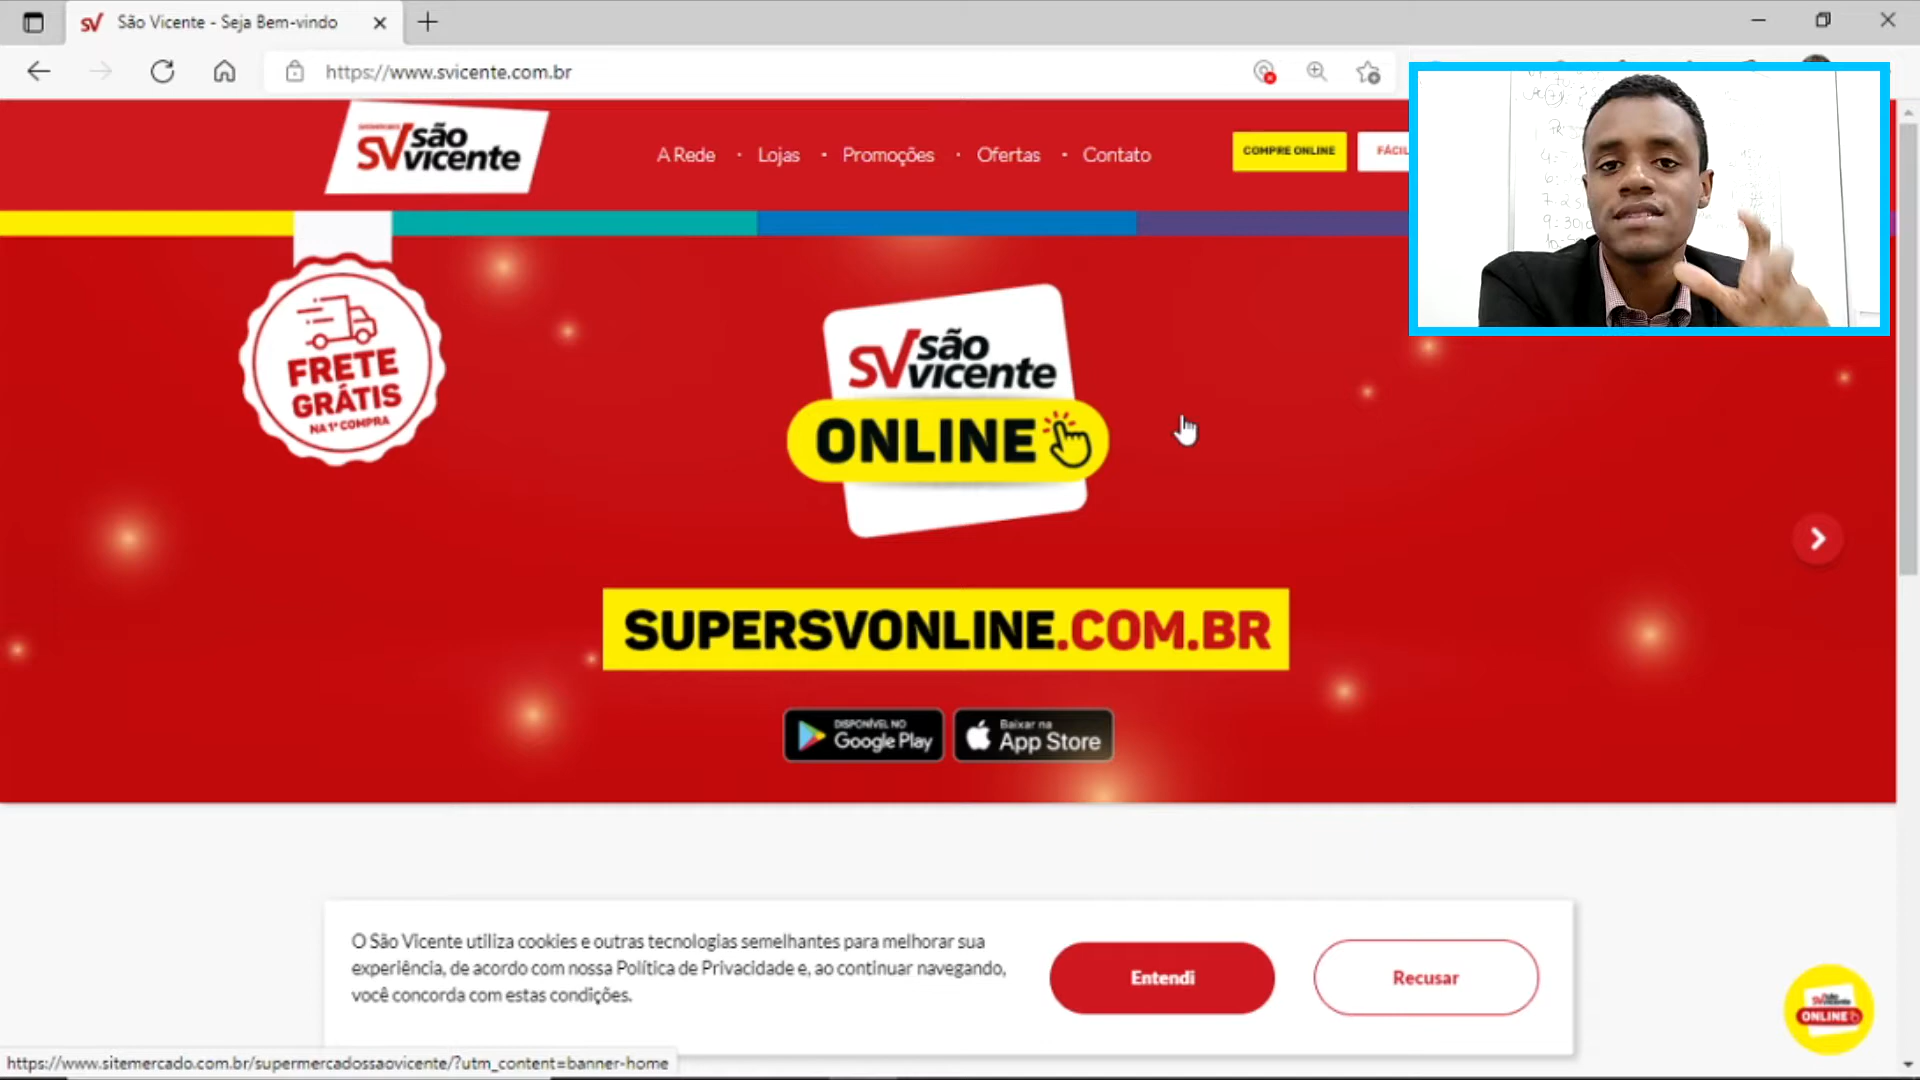 São Vicente - Seja Bem-vindo
https://www.svicente.com.br
SUPERMERCADOS
SV são
vicente
A Rede · Lojas · Promoções · Ofertas · Contato
COMPRE ONLINE
FÁCIL
FRETE
GRÁTIS
NA 1ª COMPRA
SV são
vicente
ONLINE
SUPERSVONLINE.COM.BR
DISPONÍVEL NO
Google Play
Baixar na
App Store
O São Vicente utiliza cookies e outras tecnologias semelhantes para melhorar sua
experiência, de acordo com nossa Política de Privacidade e, ao continuar navegando,
você concorda com estas condições.
Entendi
Recusar
SV são
vicente
ONLINE
https://www.sitemercado.com.br/supermercadossaovicente/?utm_content=banner-home